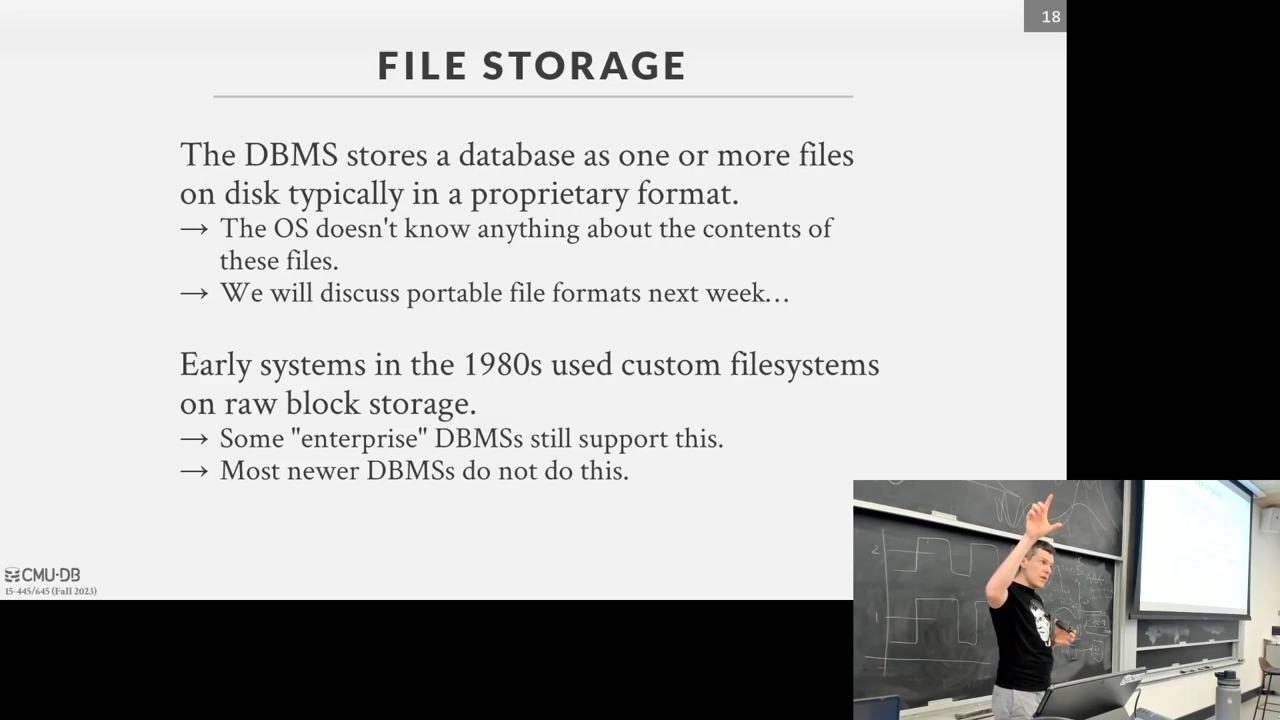 18
FILE STORAGE
The DBMS stores a database as one or more files
on disk typically in a proprietary format.
→ The OS doesn't know anything about the contents of
these files.
→ We will discuss portable file formats next week…
Early systems in the 1980s used custom filesystems
on raw block storage.
→ Some "enterprise" DBMSs still support this.
→ Most newer DBMSs do not do this.
CMU·DB
15-445/645 (Fall 2023)
2
1